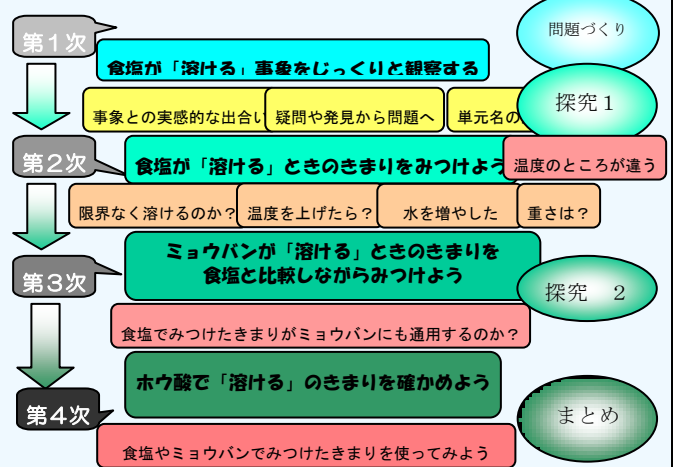 問題づくり
第1次
食塩が「溶ける」事象をじっくりと観察する
事象との実感的な出合い
疑問や発見から問題へ
単元名の
探究1
第2次
食塩が「溶ける」ときのきまりをみつけよう
温度のところが違う
限界なく溶けるのか？
温度を上げたら？
水を増やした
重さは？
ミョウバンが「溶ける」ときのきまりを
食塩と比較しながらみつけよう
第3次
探究　2
食塩でみつけたきまりがミョウバンにも通用するのか？
ホウ酸で「溶ける」のきまりを確かめよう
第4次
まとめ
食塩やミョウバンでみつけたきまりを使ってみよう